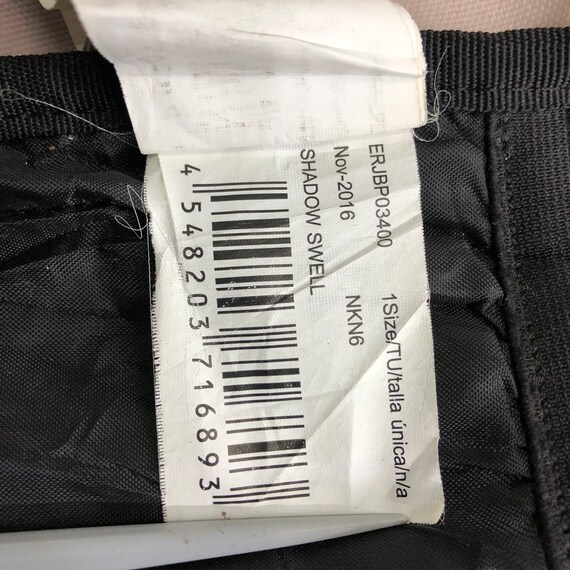 ERJBP03400 1Size/TU/talla única/n/a
Nov-2016 NKN6
SHADOW SWELL
4 548203 716893